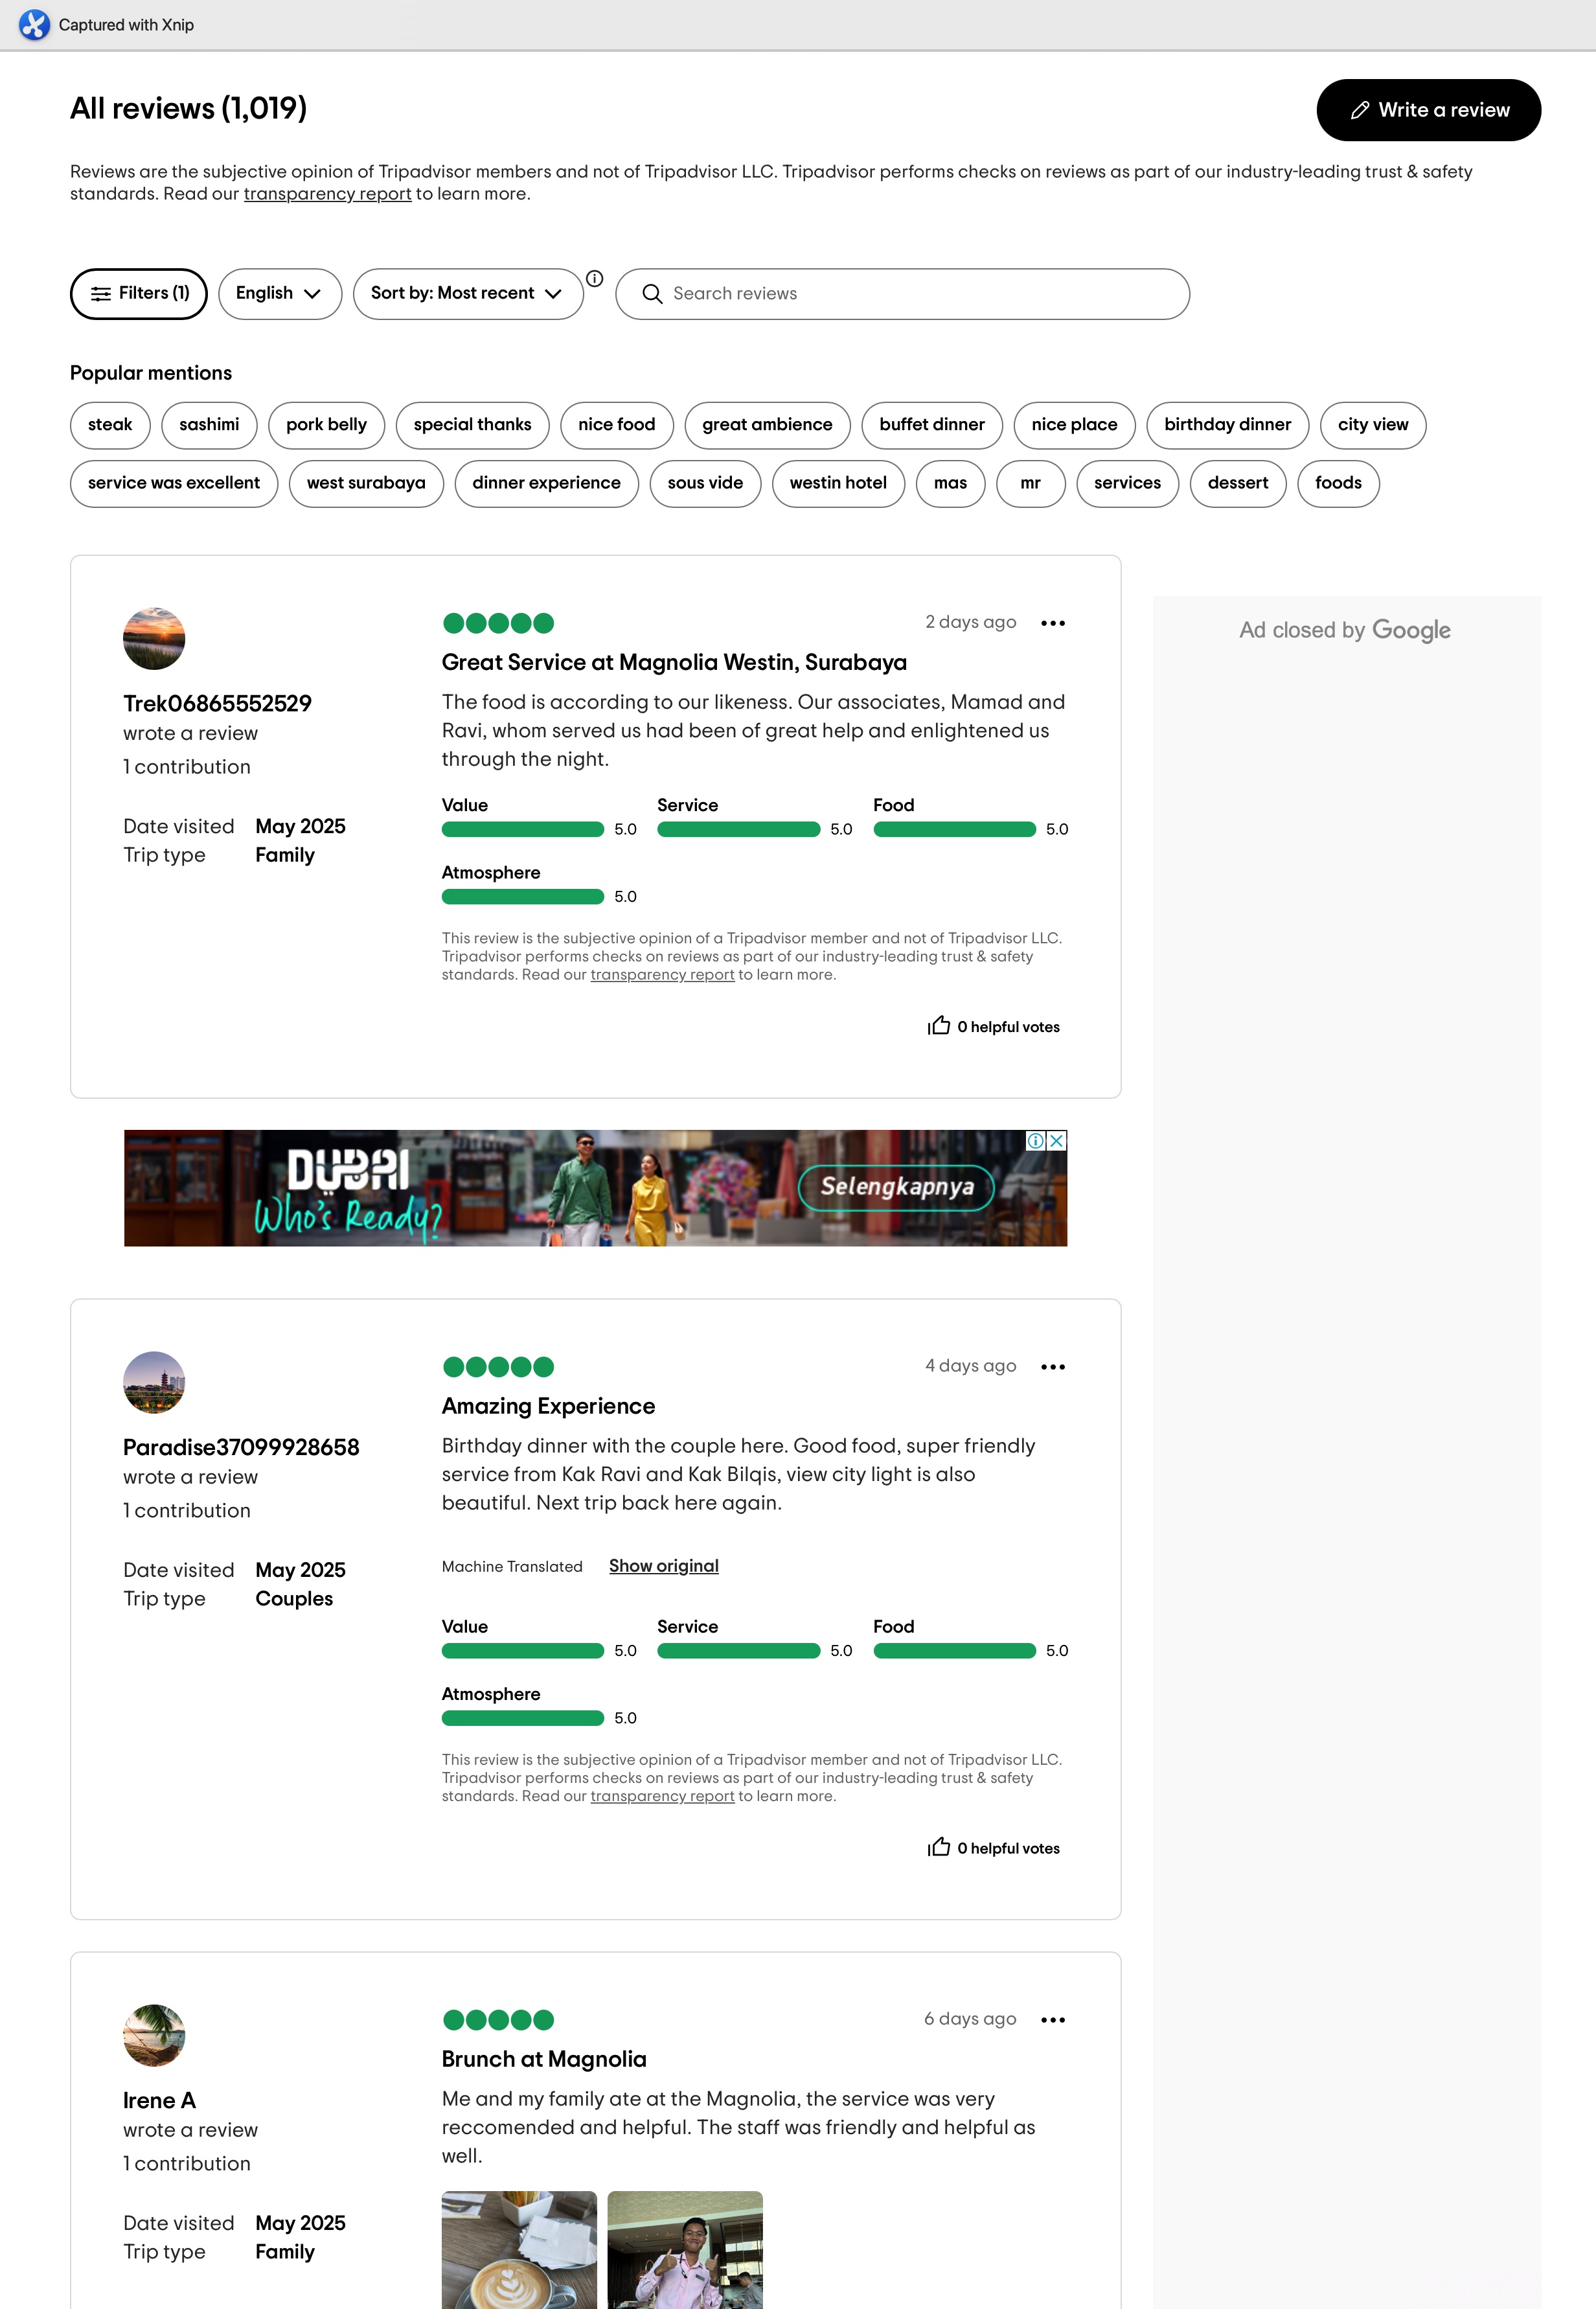 Captured with Xnip
All reviews (1,019)
Write a review
Reviews are the subjective opinion of Tripadvisor members and not of Tripadvisor LLC. Tripadvisor performs checks on reviews as part of our industry-leading trust & safety
standards. Read our transparency report to learn more.
Filters (1)
English
Sort by: Most recent
Search reviews
Popular mentions
steak
sashimi
pork belly
special thanks
nice food
great ambience
buffet dinner
nice place
birthday dinner
city view
service was excellent
west surabaya
dinner experience
sous vide
westin hotel
mas
mr
services
dessert
foods
Ad closed by Google
Trek06865552529
wrote a review
1 contribution
Date visited May 2025
Trip type Family
2 days ago
Great Service at Magnolia Westin, Surabaya
The food is according to our likeness. Our associates, Mamad and
Ravi, whom served us had been of great help and enlightened us
through the night.
Value
5.0
Service
5.0
Food
5.0
Atmosphere
5.0
This review is the subjective opinion of a Tripadvisor member and not of Tripadvisor LLC.
Tripadvisor performs checks on reviews as part of our industry-leading trust & safety
standards. Read our transparency report to learn more.
0 helpful votes
DUBAI
Who's Ready?
Selengkapnya
Paradise37099928658
wrote a review
1 contribution
Date visited May 2025
Trip type Couples
4 days ago
Amazing Experience
Birthday dinner with the couple here. Good food, super friendly
service from Kak Ravi and Kak Bilqis, view city light is also
beautiful. Next trip back here again.
Machine Translated Show original
Value
5.0
Service
5.0
Food
5.0
Atmosphere
5.0
This review is the subjective opinion of a Tripadvisor member and not of Tripadvisor LLC.
Tripadvisor performs checks on reviews as part of our industry-leading trust & safety
standards. Read our transparency report to learn more.
0 helpful votes
Irene A
wrote a review
1 contribution
Date visited May 2025
Trip type Family
6 days ago
Brunch at Magnolia
Me and my family ate at the Magnolia, the service was very
reccomended and helpful. The staff was friendly and helpful as
well.